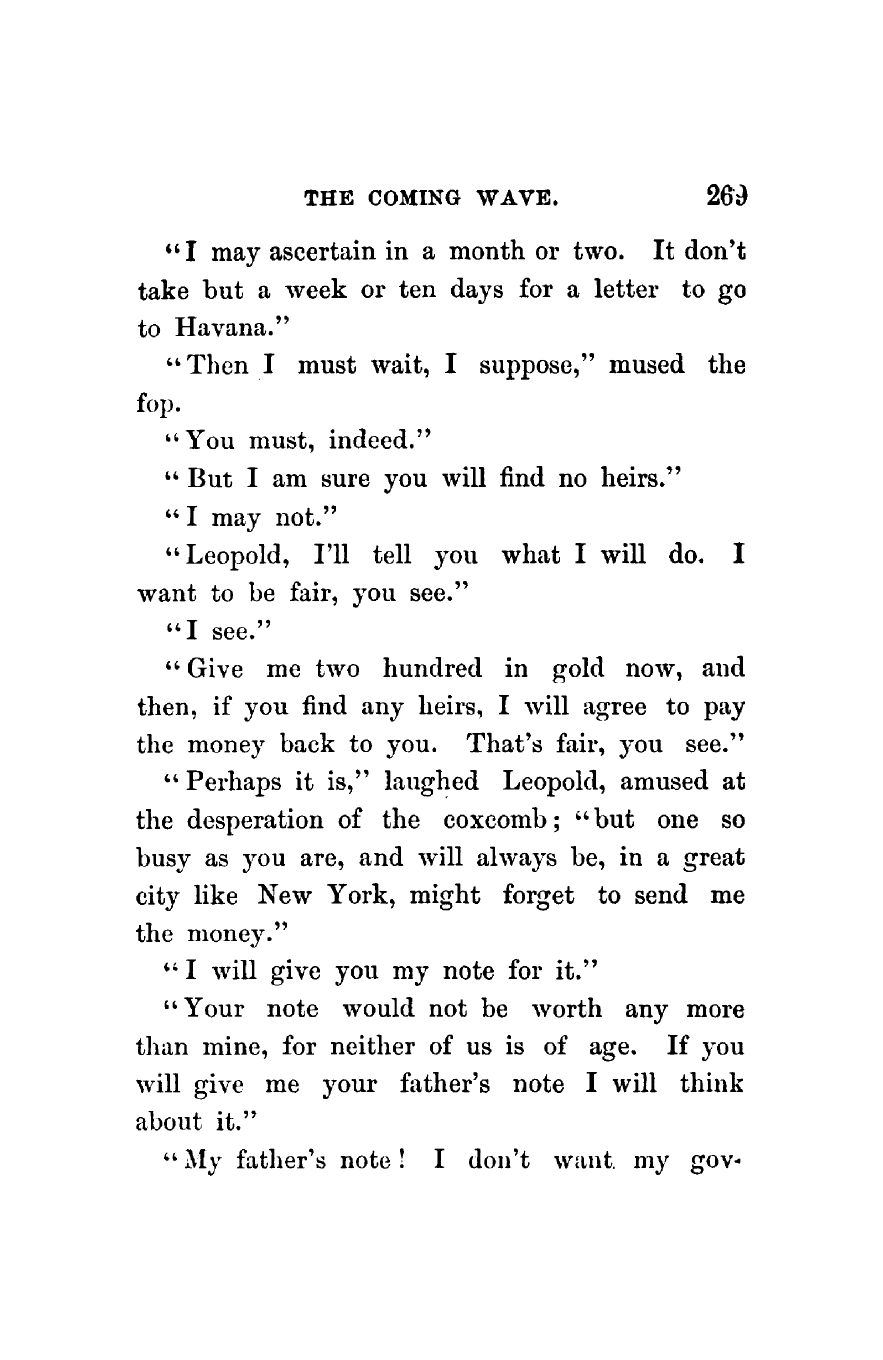 THE COMING WAVE. 269
“I may ascertain in a month or two. It don’t
take but a week or ten days for a letter to go
to Havana.”
“Then I must wait, I suppose,” mused the
fop.
“You must, indeed.”
“But I am sure you will find no heirs.”
“I may not.”
“Leopold, I’ll tell you what I will do. I
want to be fair, you see.”
“I see.”
“Give me two hundred in gold now, and
then, if you find any heirs, I will agree to pay
the money back to you. That’s fair, you see.”
“Perhaps it is,” laughed Leopold, amused at
the desperation of the coxcomb; “but one so
busy as you are, and will always be, in a great
city like New York, might forget to send me
the money.”
“I will give you my note for it.”
“Your note would not be worth any more
than mine, for neither of us is of age. If you
will give me your father’s note I will think
about it.”
“My father’s note! I don’t want my gov-